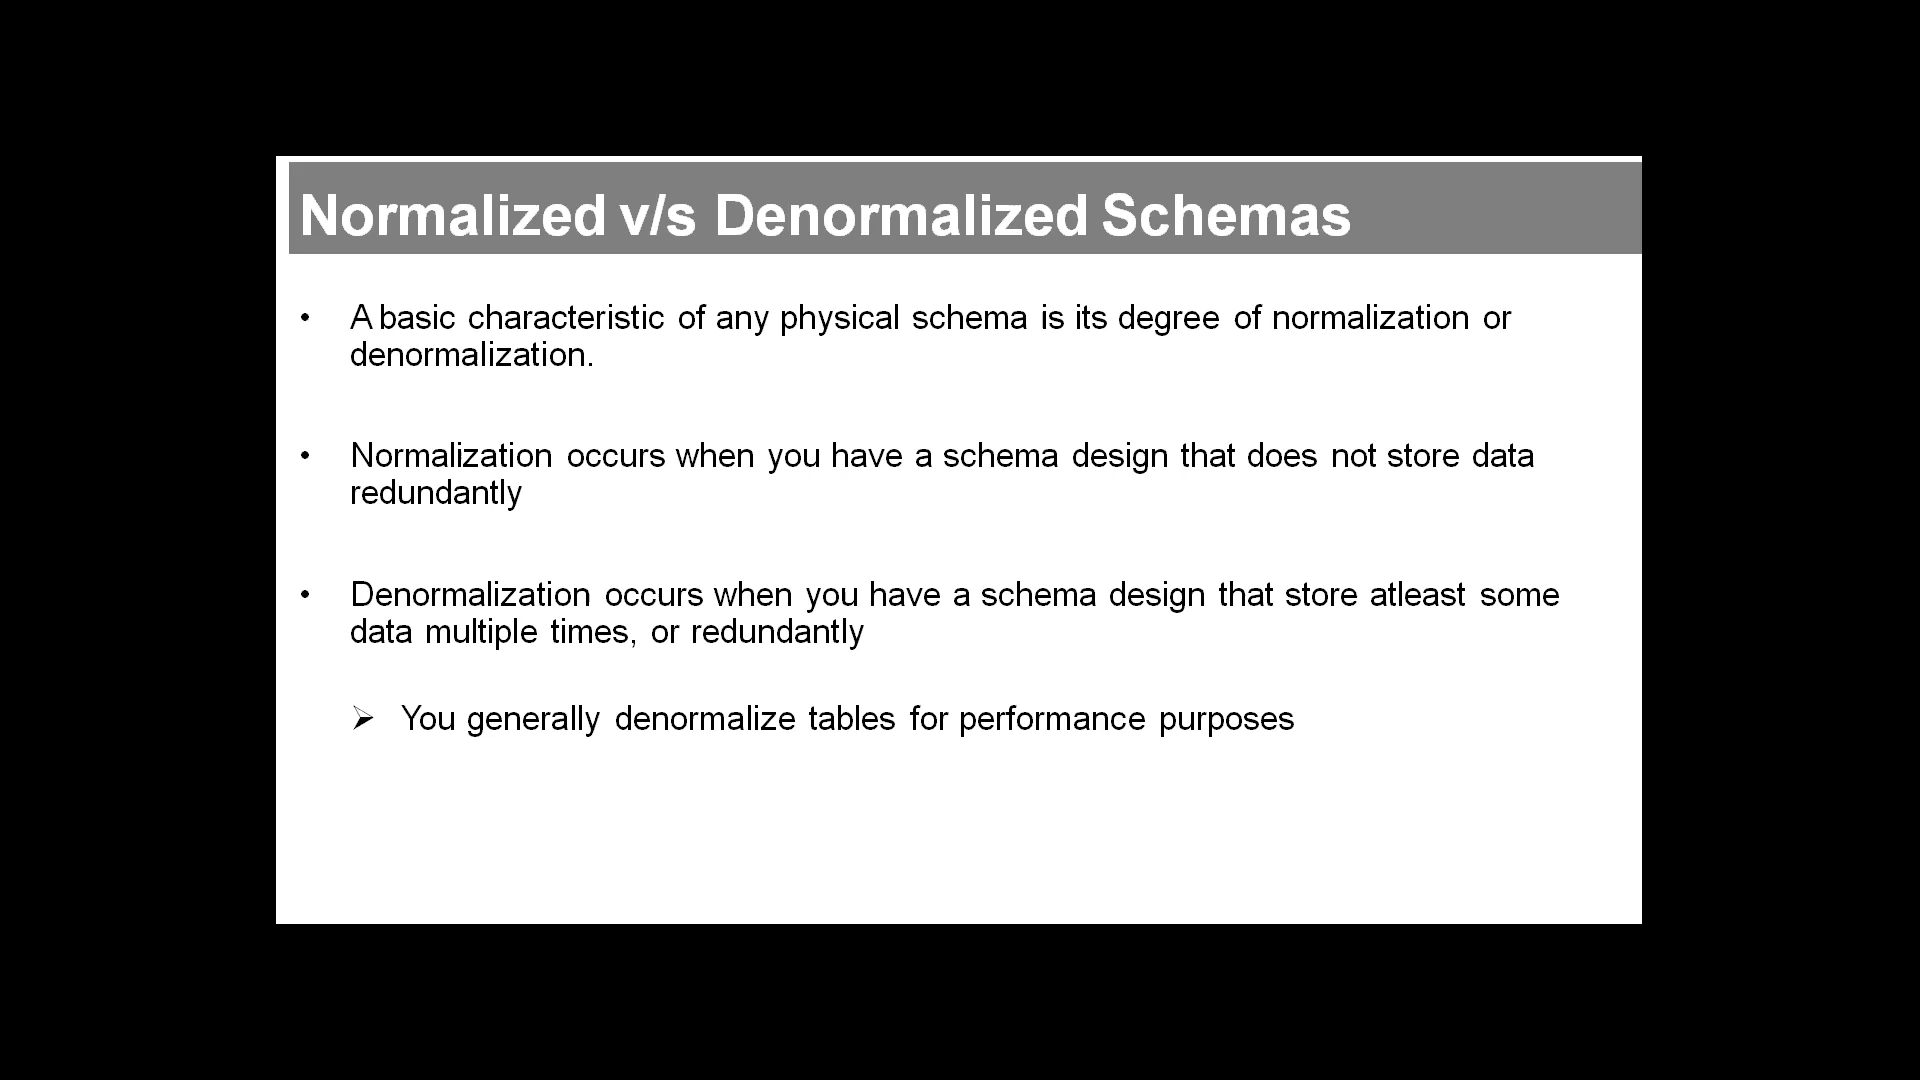 Normalized v/s Denormalized Schemas
• A basic characteristic of any physical schema is its degree of normalization or
denormalization.
• Normalization occurs when you have a schema design that does not store data
redundantly
• Denormalization occurs when you have a schema design that store atleast some
data multiple times, or redundantly
➢ You generally denormalize tables for performance purposes